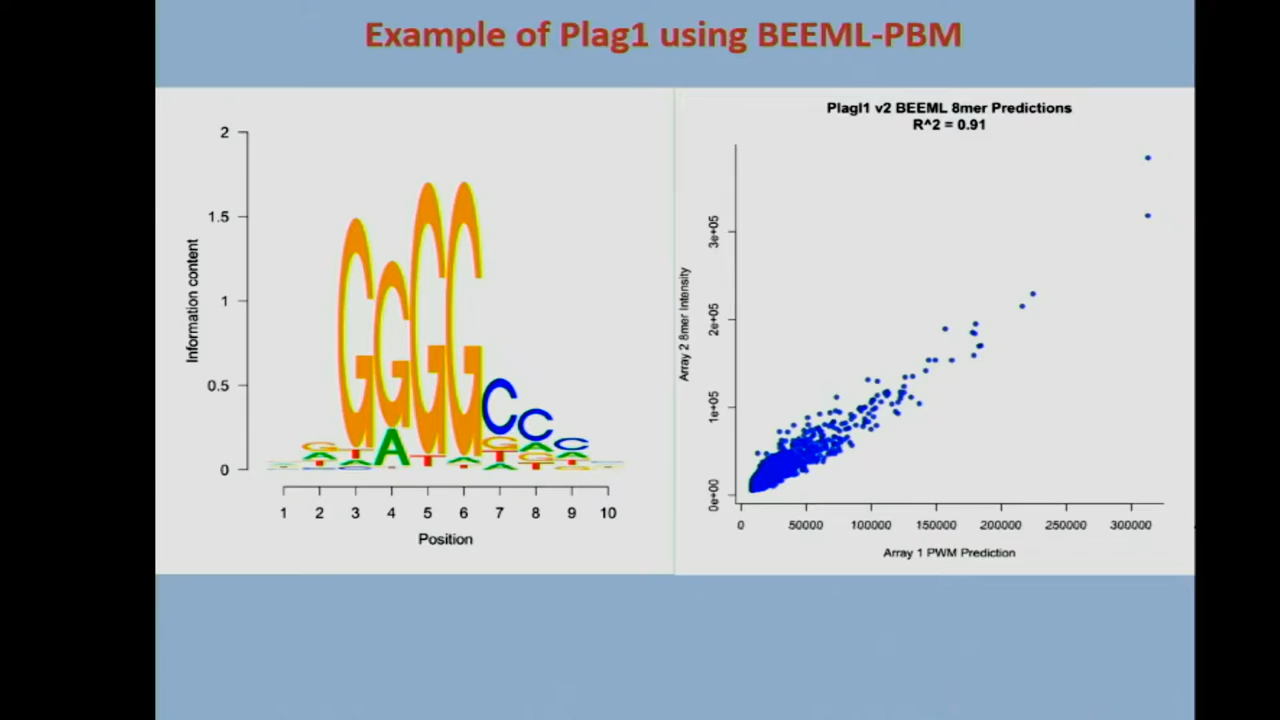 Example of Plag1 using BEEML-PBM
2
1.5
1
0.5
0
Information content
GGGGCCC
1 2 3 4 5 6 7 8 9 10
Position
Plagl1 v2 BEEML 8mer Predictions
R^2 = 0.91
3e+05
2e+05
1e+05
0e+00
Array 2 8mer Intensity
0 50000 100000 150000 200000 250000 300000
Array 1 PWM Prediction